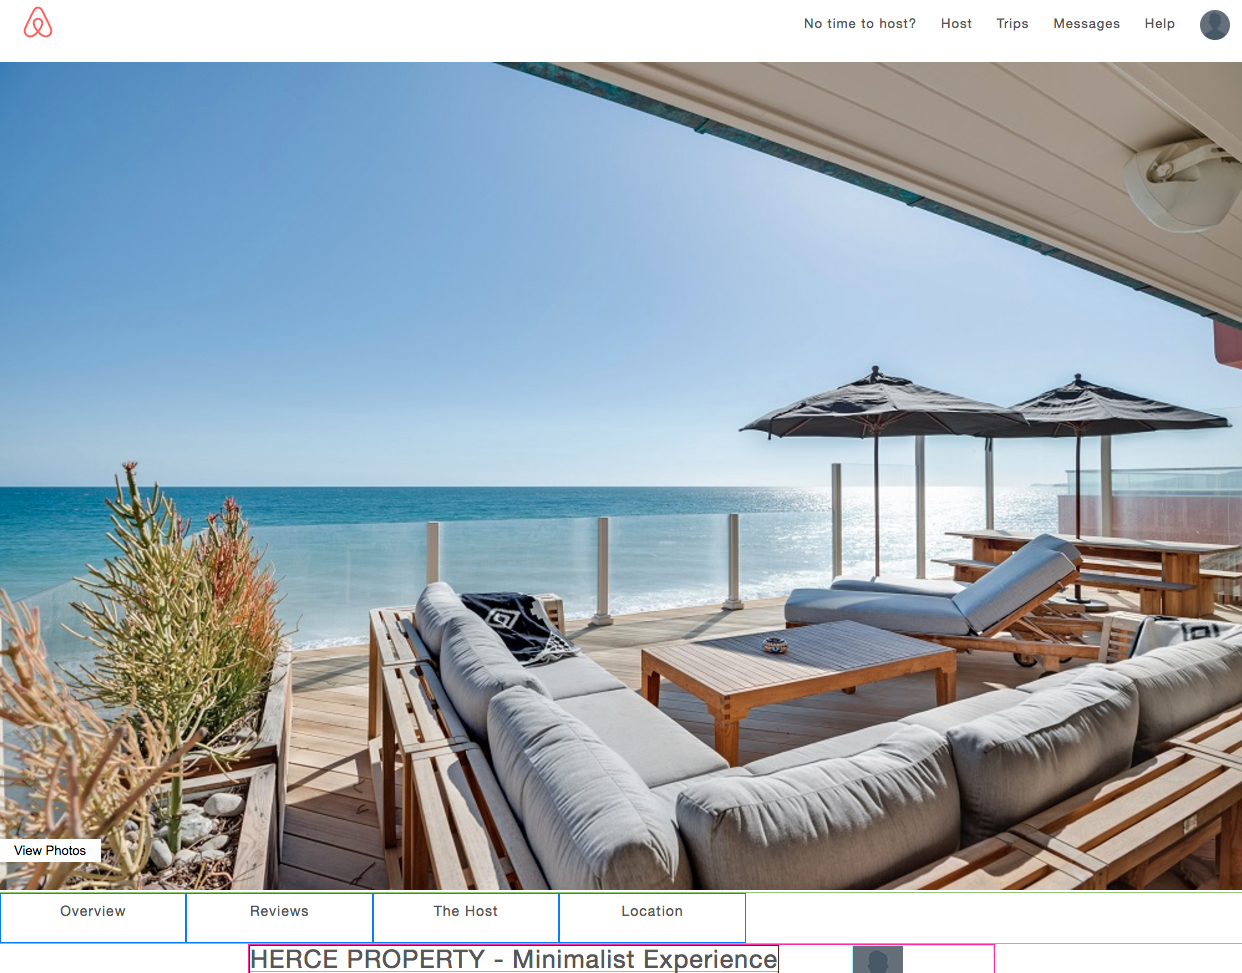 No time to host? Host Trips Messages Help
View Photos
Overview Reviews The Host Location
HERCE PROPERTY - Minimalist Experience